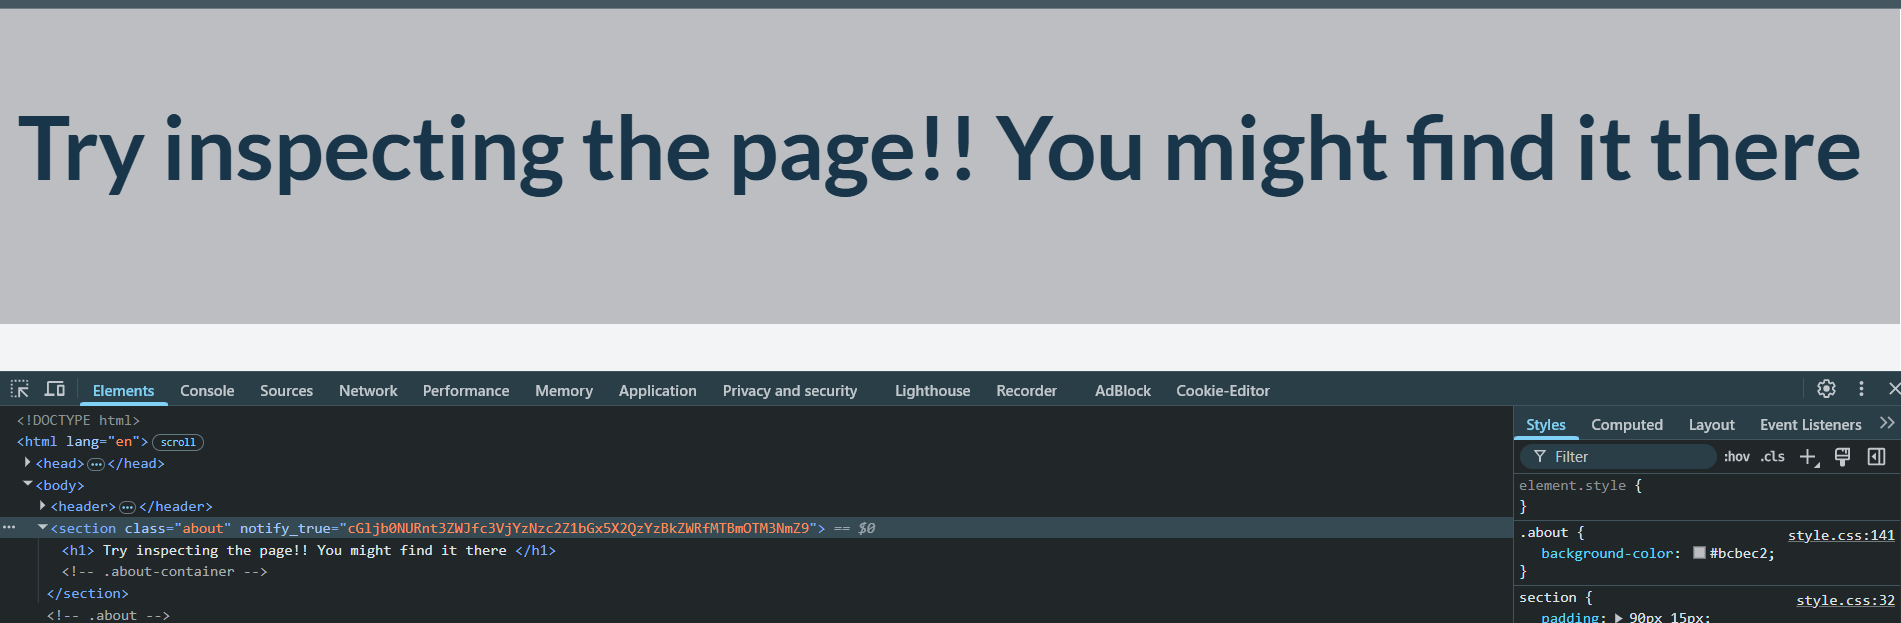 Try inspecting the page!! You might find it there
Elements Console Sources Network Performance Memory Application Privacy and security Lighthouse Recorder AdBlock Cookie-Editor
<!DOCTYPE html>
<html lang="en"> scroll
<head> ... </head>
<body>
<header> ... </header>
... <section class="about" notify_true="cGljb0NURnt3ZWJfc3VjYzNzc2Z1bGx5X2QzYzBkZWRfMTBmOTM3NmZ9"> == $0
<h1> Try inspecting the page!! You might find it there </h1>
<!-- .about-container -->
</section>
<!-- .about -->
Styles Computed Layout Event Listeners
Filter :hov .cls
element.style {
}
.about { style.css:141
background-color: #bcbec2;
}
section { style.css:32
padding: 90px 15px;